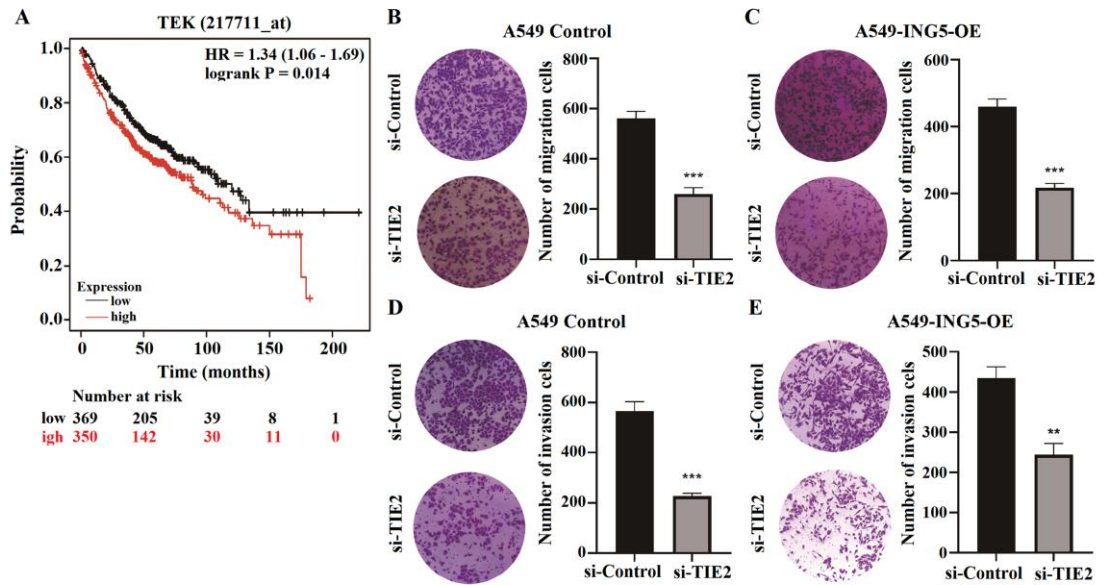 A
TEK (217711_at)
HR = 1.34 (1.06 - 1.69)
logrank P = 0.014
Probability
1.0
0.8
0.6
0.4
0.2
0.0
Expression
low
high
0 50 100 150 200
Time (months)
Number at risk
low 369 205 39 8 1
igh 350 142 30 11 0
B
A549 Control
si-Control
si-TIE2
Number of migration cells
800
600
400
200
0
***
si-Control si-TIE2
C
A549-ING5-OE
si-Control
si-TIE2
Number of migration cells
600
400
200
0
***
si-Control si-TIE2
D
A549 Control
si-Control
si-TIE2
Number of invasion cels
800
600
400
200
0
***
si-Control si-TIE2
E
A549-ING5-OE
si-Control
si-TIE2
Number of invasion cells
500
400
300
200
100
0
**
si-Control si-TIE2